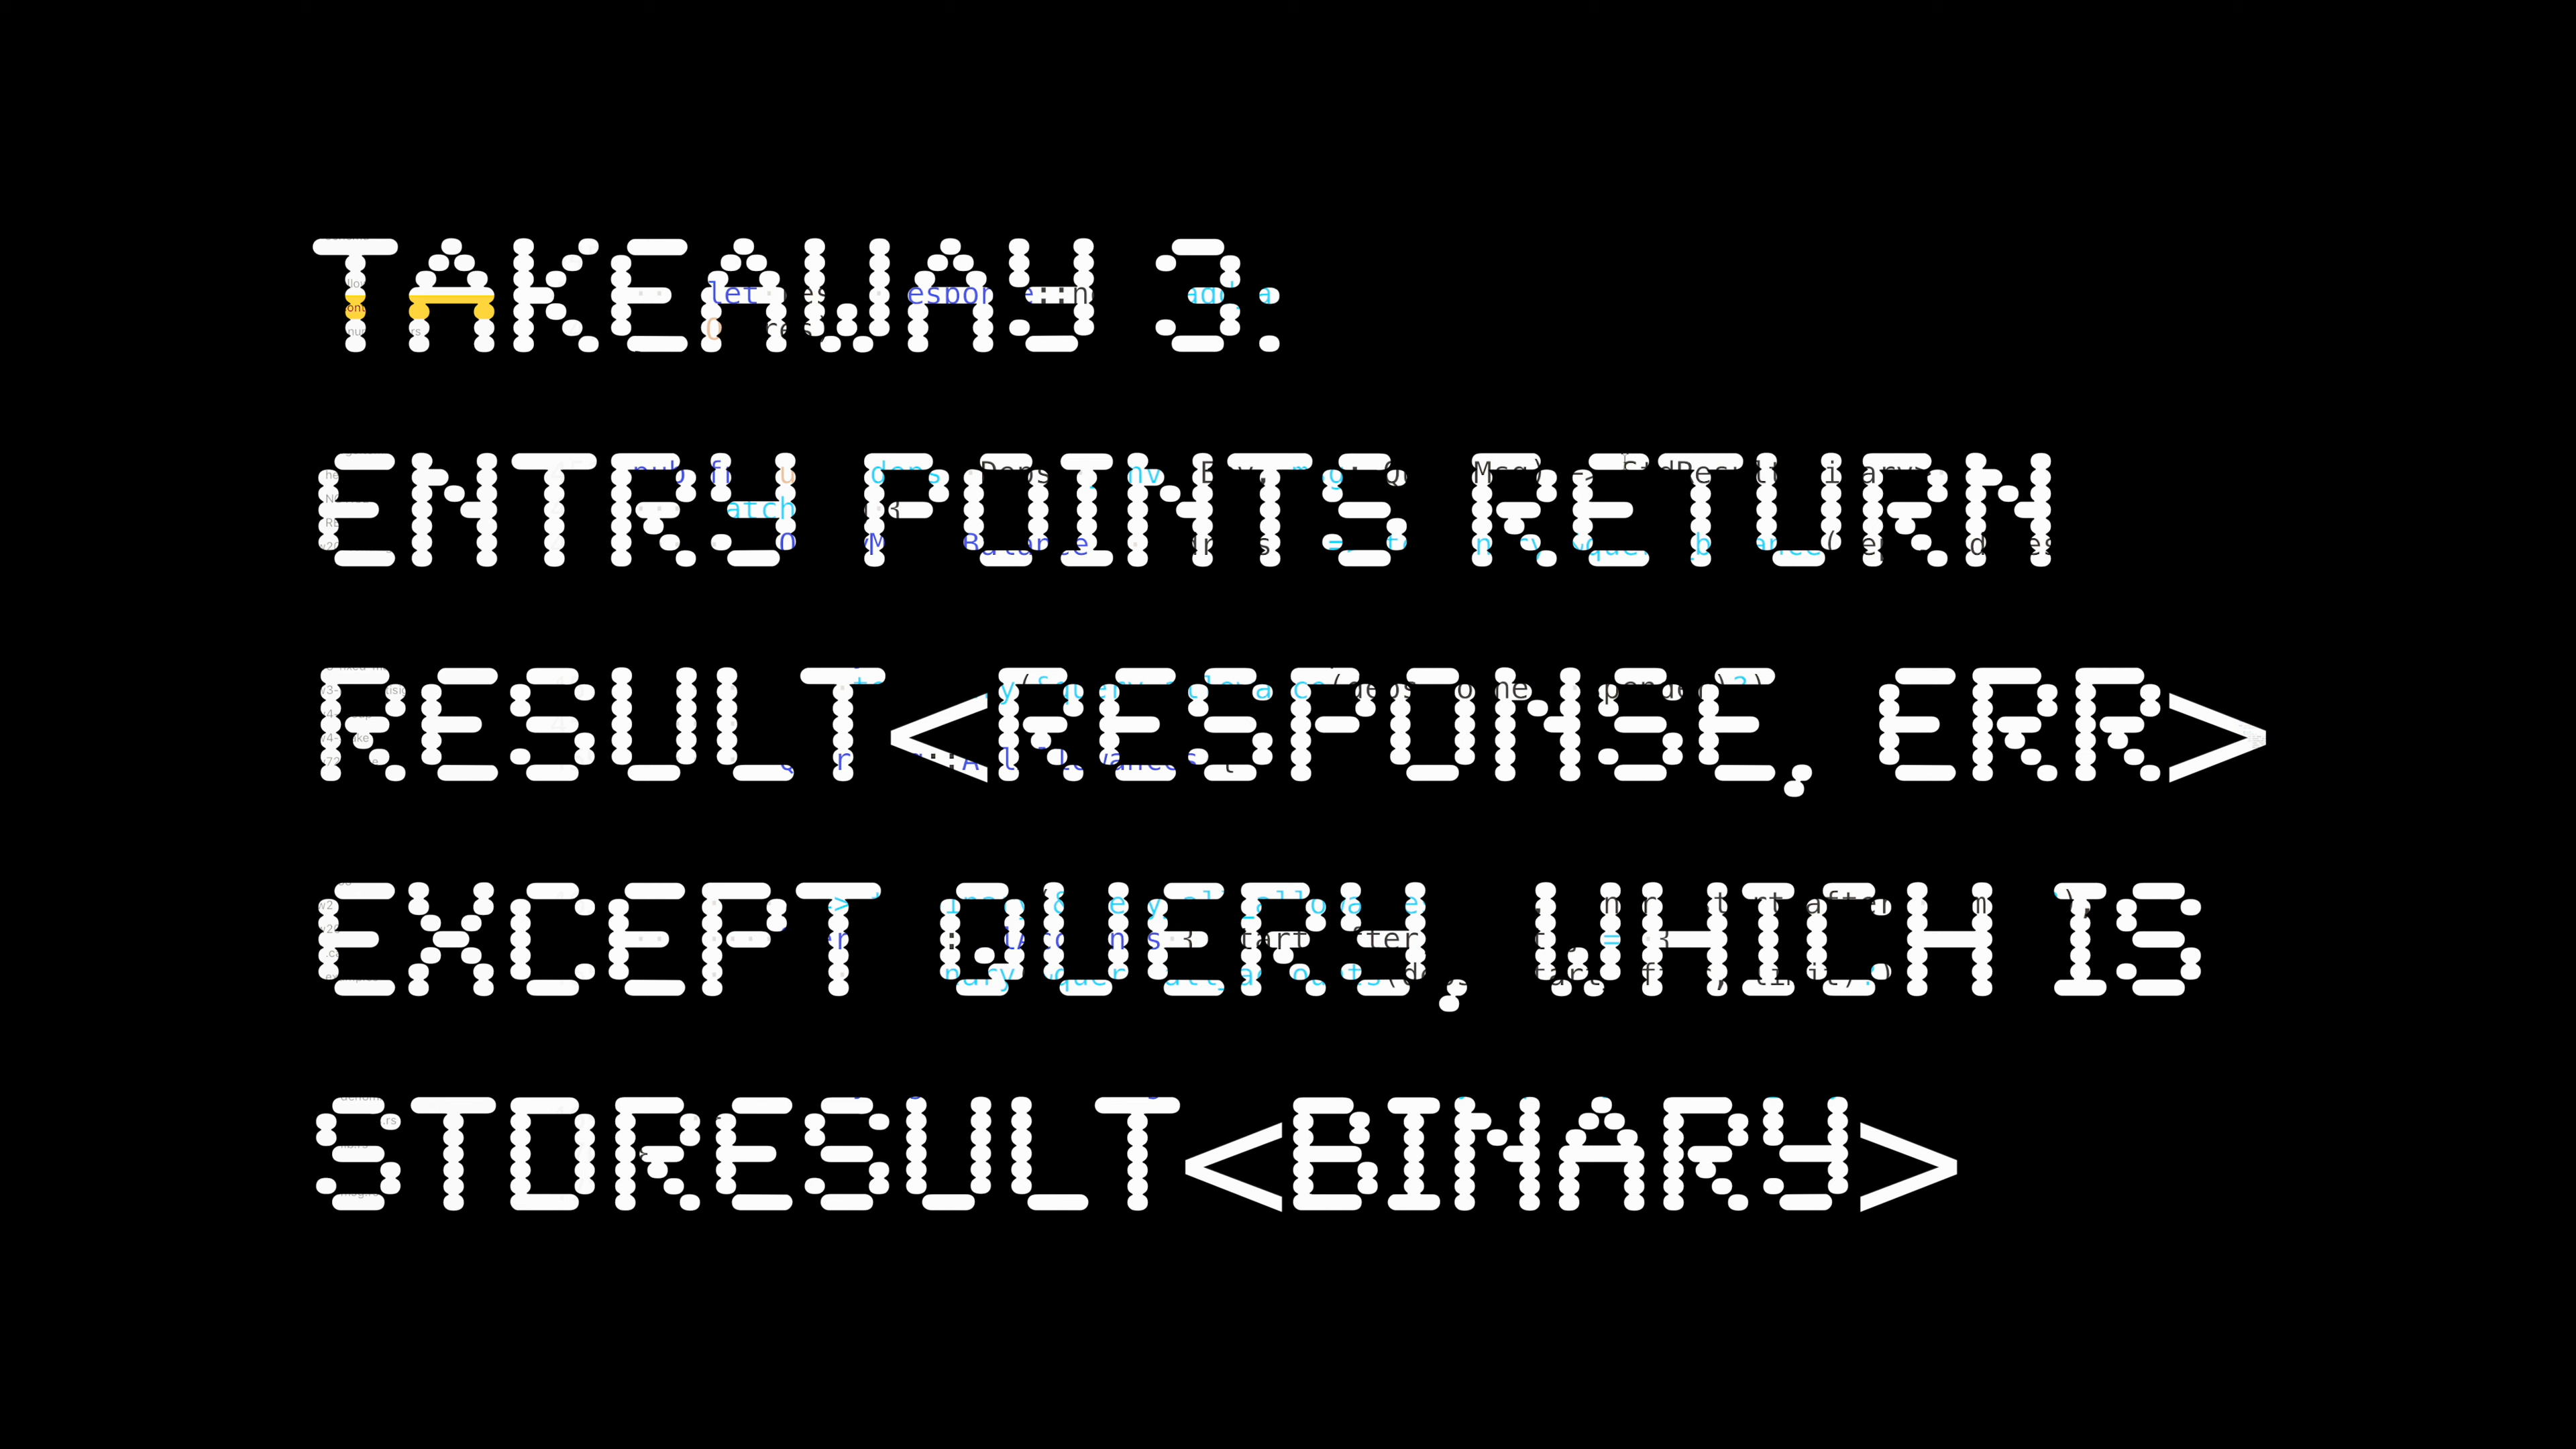 TAKEAWAY 3:
ENTRY POINTS RETURN
RESULT<RESPONSE, ERR>
EXCEPT QUERY, WHICH IS
STDRESULT<BINARY>